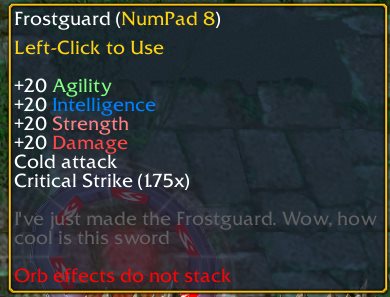 Frostguard (NumPad 8)
Left-Click to Use
+20 Agility
+20 Intelligence
+20 Strength
+20 Damage
Cold attack
Critical Strike (1.75x)
I've just made the Frostguard. Wow, how
cool is this sword
Orb effects do not stack